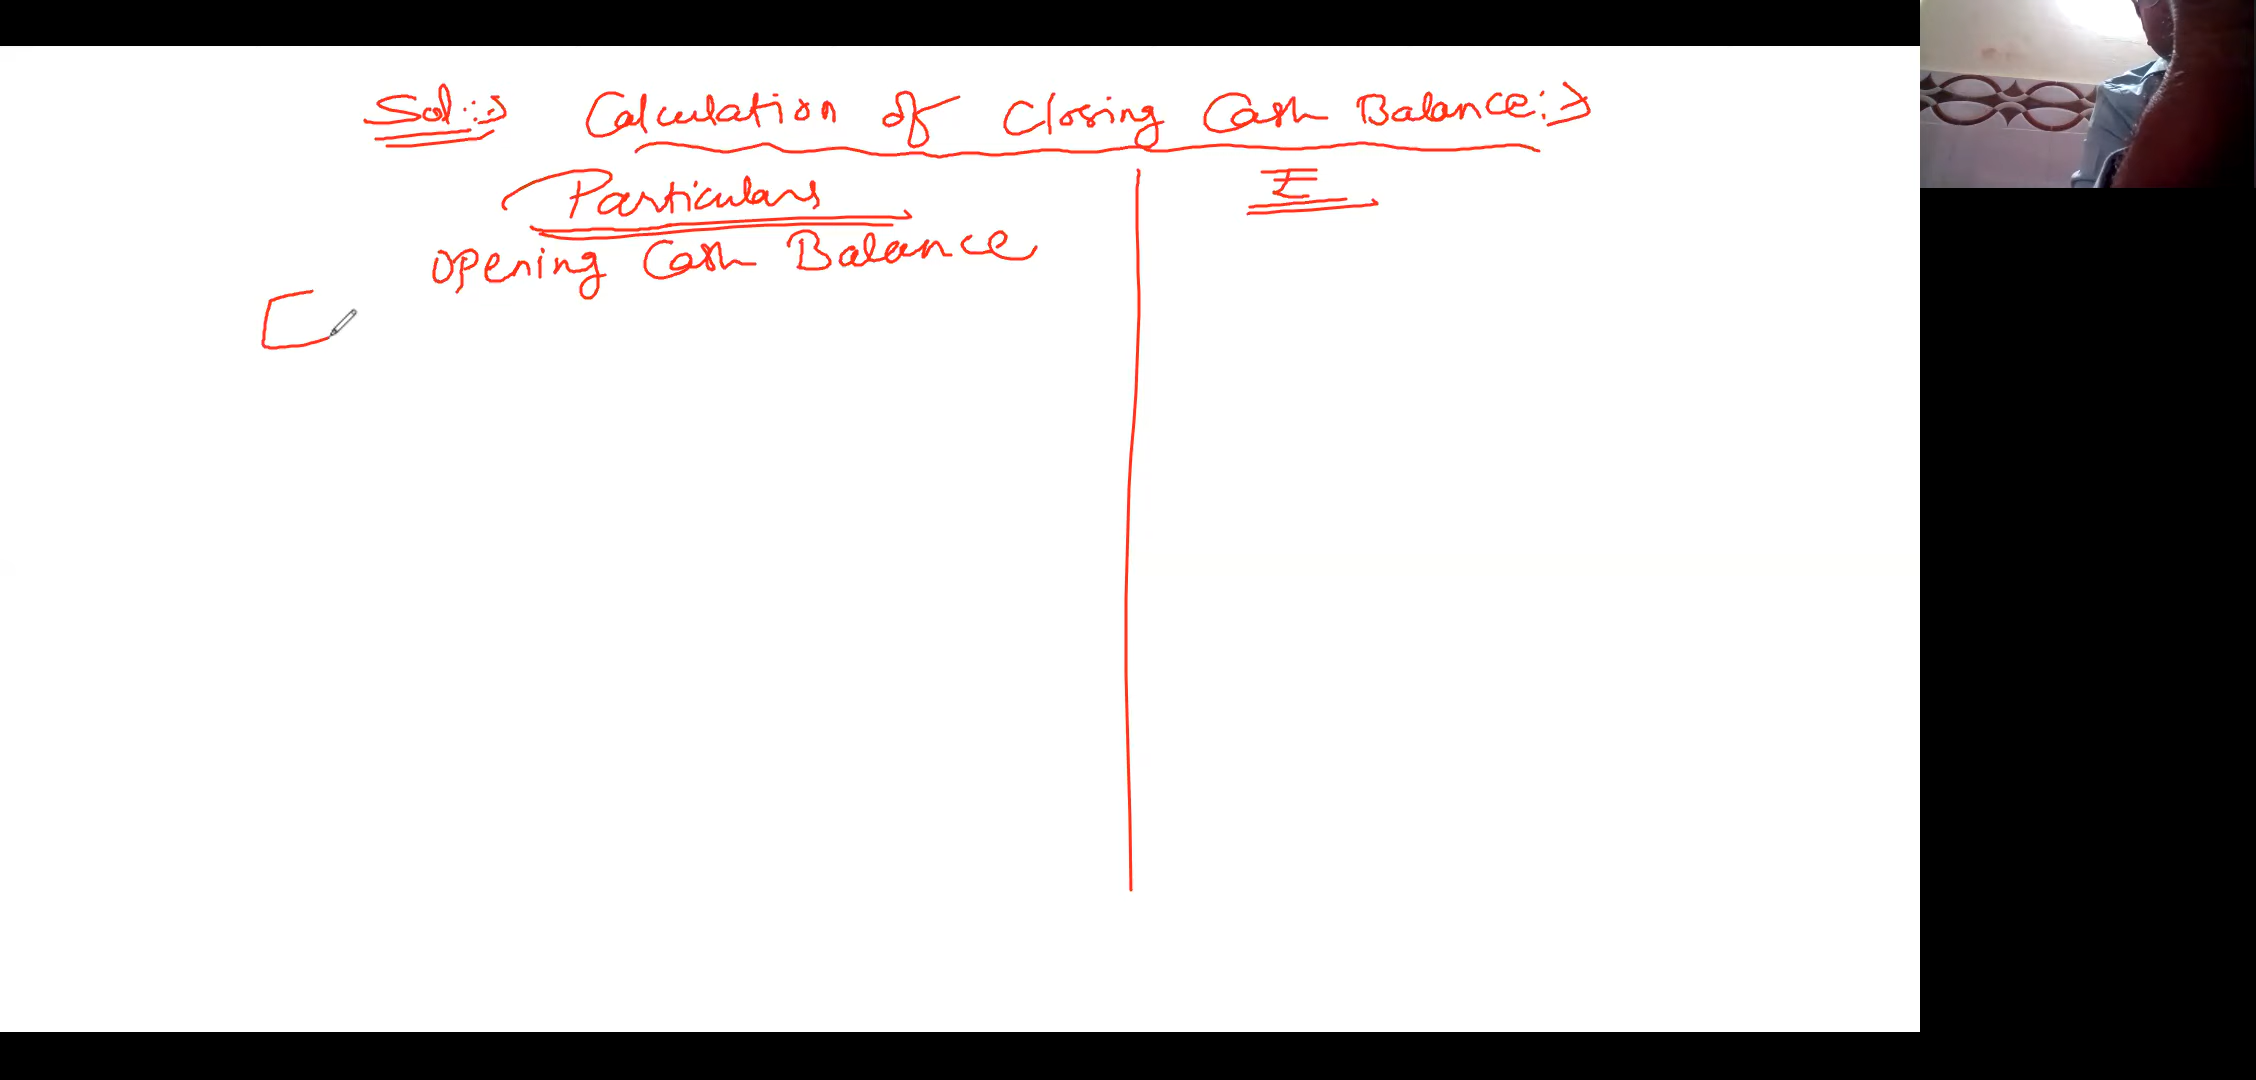 Sol:→ Calculation of Closing Cash Balance:→
Particulars ₹
Opening Cash Balance